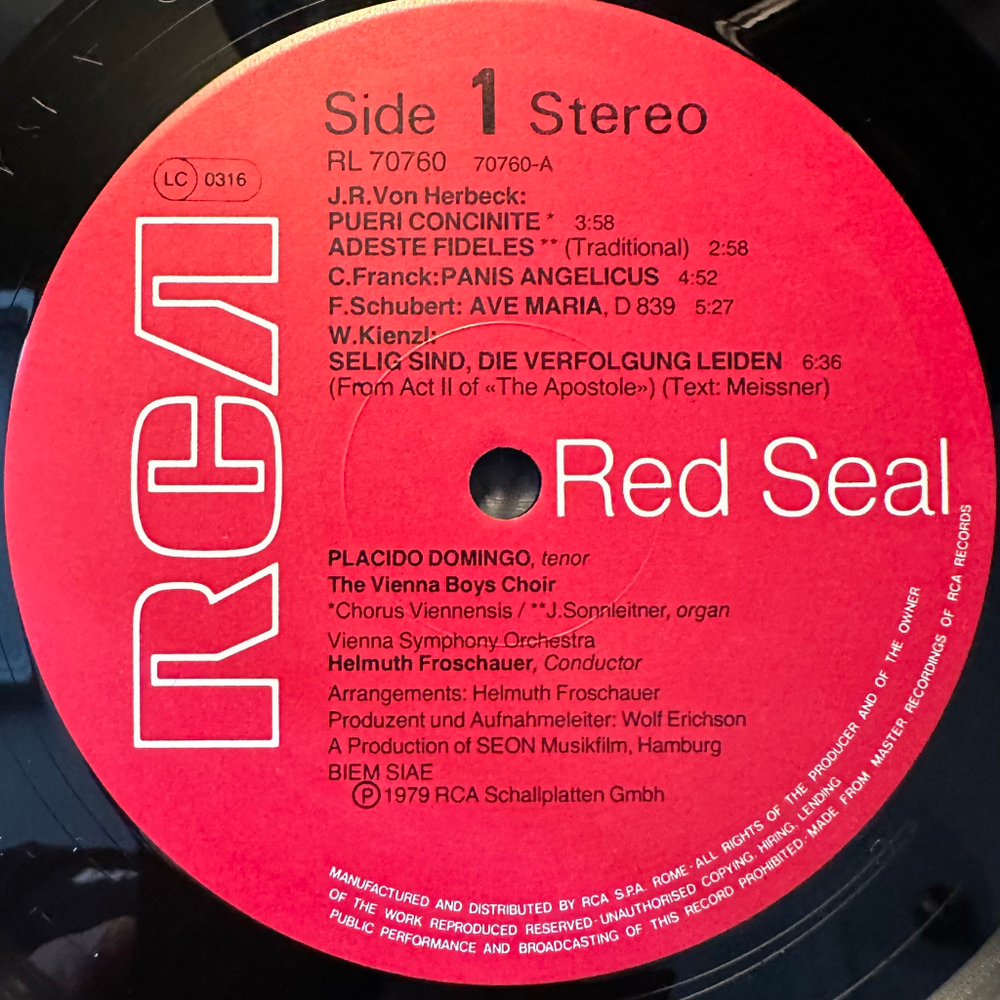 Side 1 Stereo
RL 70760 70760-A
LC 0316
J.R.Von Herbeck:
PUERI CONCINITE * 3:58
ADESTE FIDELES ** (Traditional) 2:58
C.Franck: PANIS ANGELICUS 4:52
F.Schubert: AVE MARIA, D 839 5:27
W.Kienzl:
SELIG SIND, DIE VERFOLGUNG LEIDEN 6:36
(From Act II of «The Apostole») (Text: Meissner)
RCA
Red Seal
PLACIDO DOMINGO, tenor
The Vienna Boys Choir
*Chorus Viennensis / **J.Sonnleitner, organ
Vienna Symphony Orchestra
Helmuth Froschauer, Conductor
Arrangements: Helmuth Froschauer
Produzent und Aufnahmeleiter: Wolf Erichson
A Production of SEON Musikfilm, Hamburg
BIEM SIAE
℗ 1979 RCA Schallplatten Gmbh
MANUFACTURED AND DISTRIBUTED BY RCA S.P.A. ROME · ALL RIGHTS OF THE PRODUCER AND OF THE OWNER
OF THE WORK REPRODUCED RESERVED · UNAUTHORISED COPYING, HIRING, LENDING
PUBLIC PERFORMANCE AND BROADCASTING OF THIS RECORD PROHIBITED · MADE FROM MASTER RECORDINGS OF RCA RECORDS